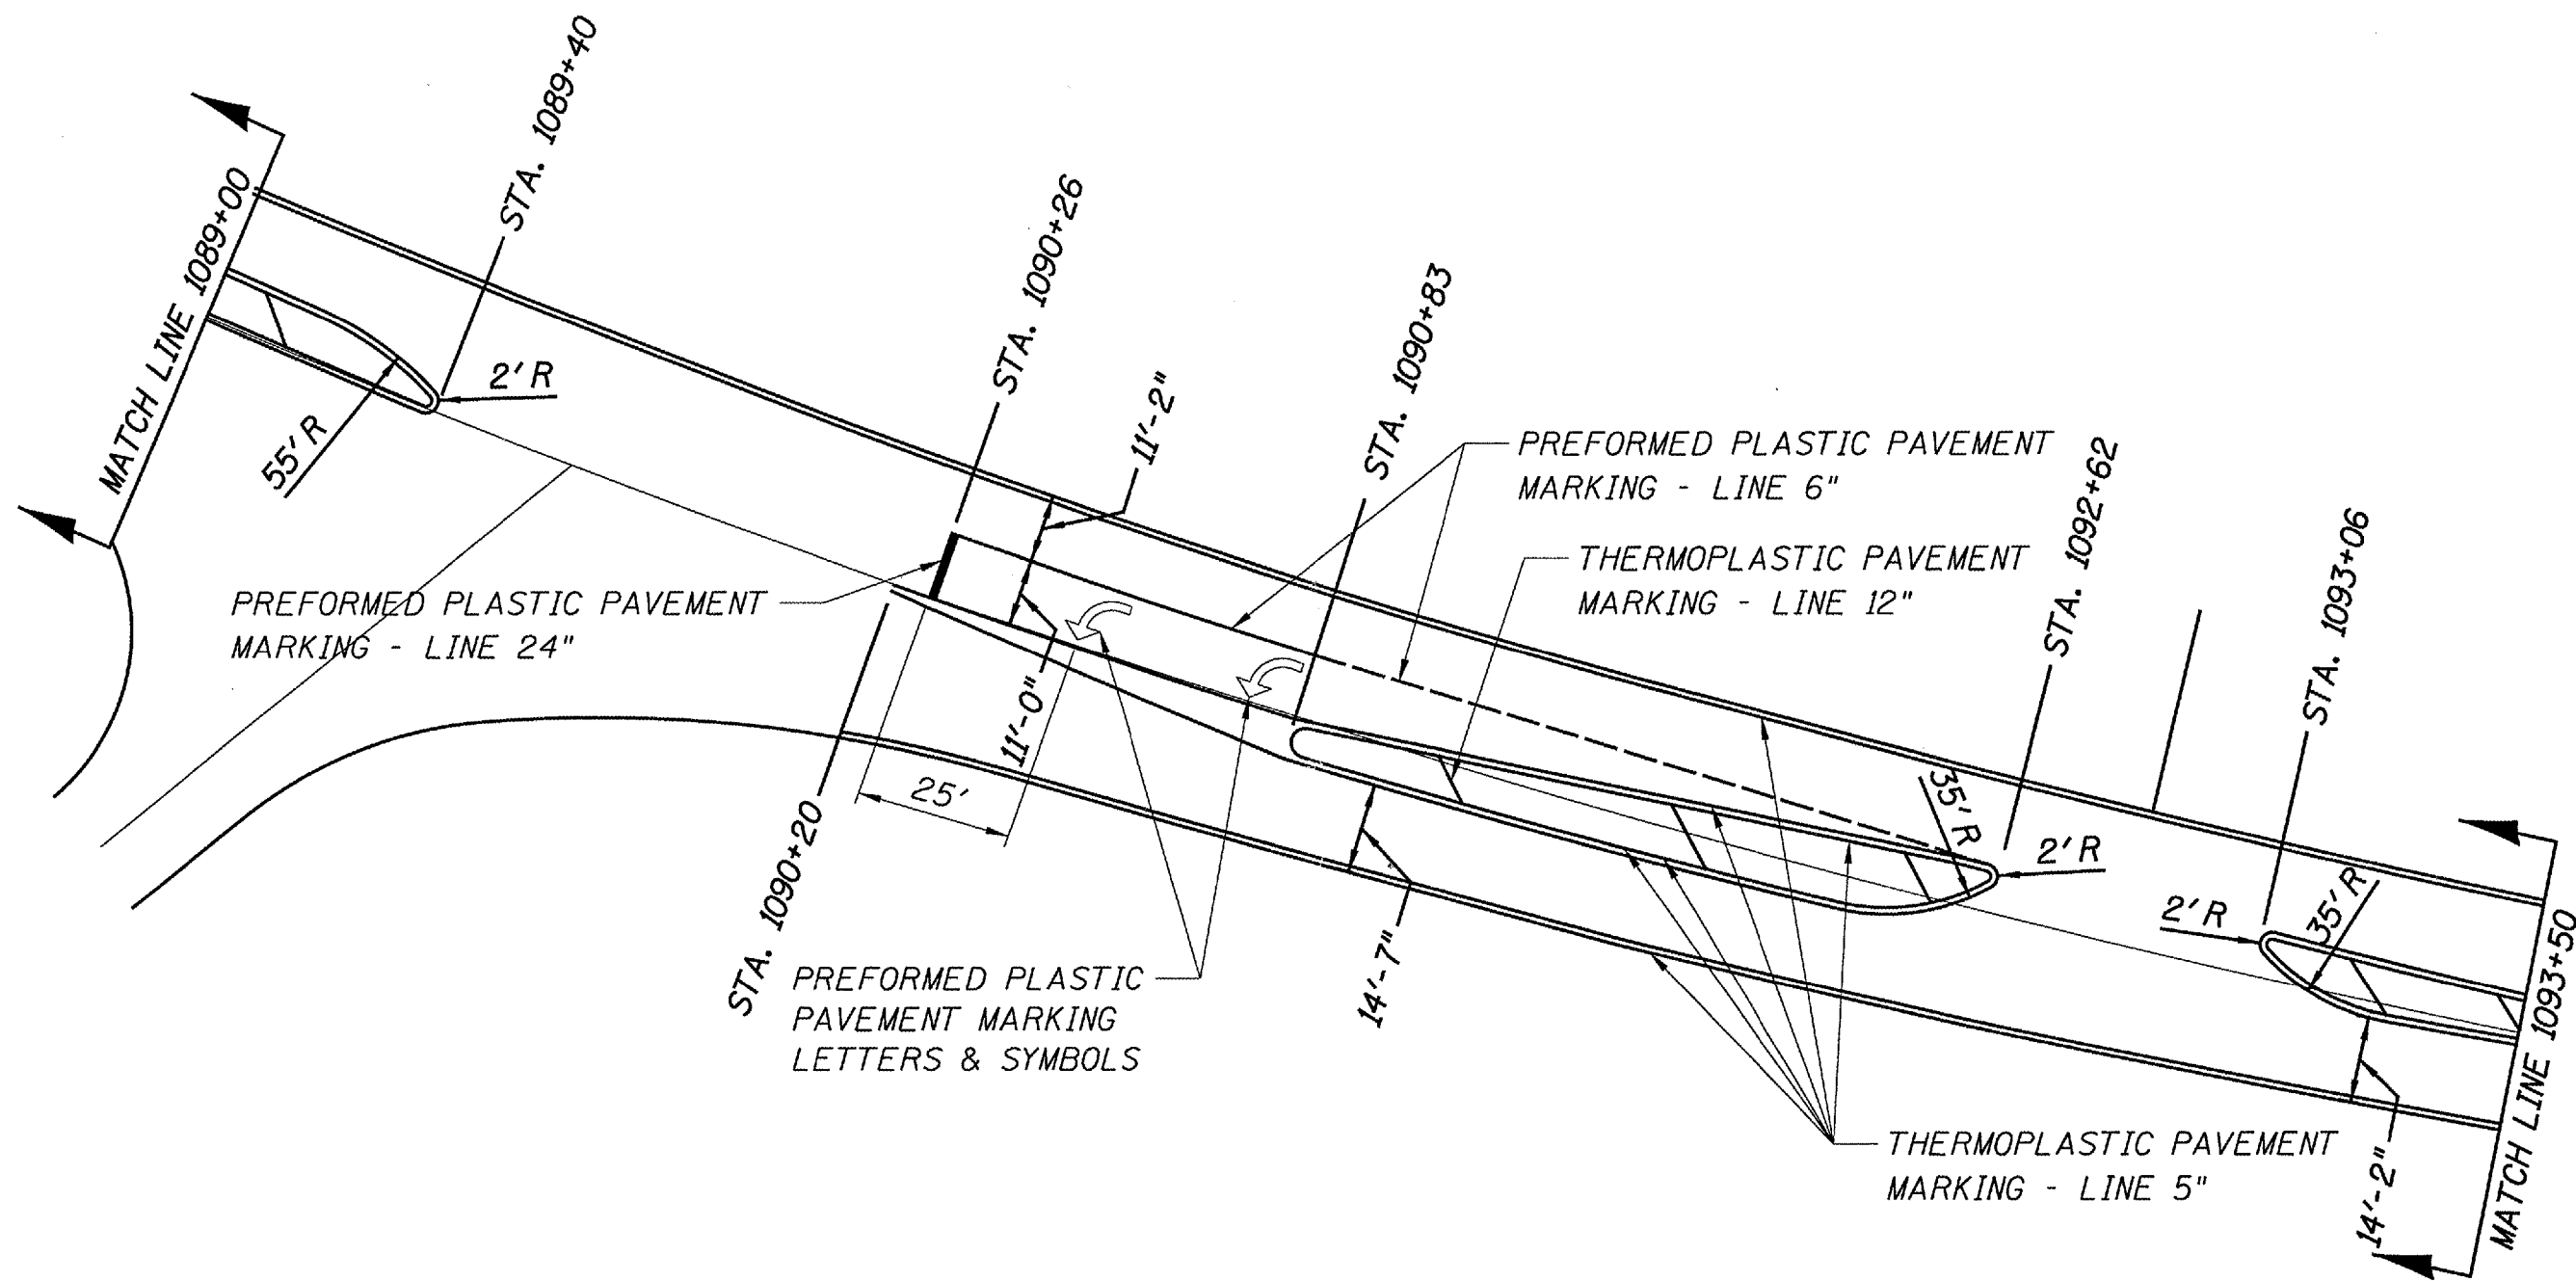 STA. 1089+40
MATCH LINE 1089+00
2' R
55' R
STA. 1090+26
11'-2"
STA. 1090+83
PREFORMED PLASTIC PAVEMENT
MARKING - LINE 6"
THERMOPLASTIC PAVEMENT
MARKING - LINE 12"
STA. 1092+62
STA. 1093+06
PREFORMED PLASTIC PAVEMENT
MARKING - LINE 24"
11'-0"
25'
STA. 1090+20
35' R
2' R
2' R
35' R
14'-7"
PREFORMED PLASTIC
PAVEMENT MARKING
LETTERS & SYMBOLS
THERMOPLASTIC PAVEMENT
MARKING - LINE 5"
14'-2"
MATCH LINE 1093+50